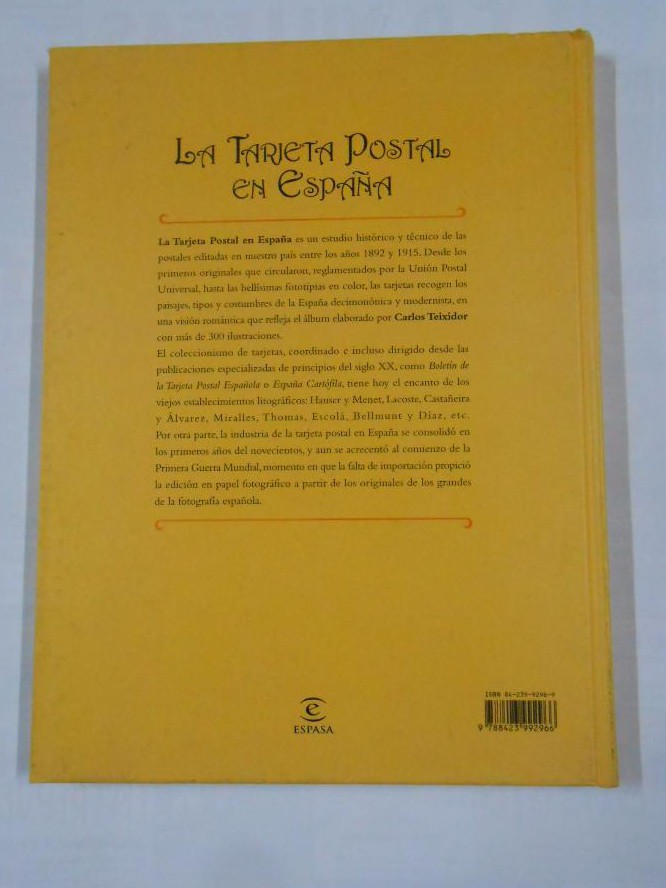 LA TARJETA POSTAL
EN ESPAÑA
La Tarjeta Postal en España es un estudio histórico y técnico de las
postales editadas en nuestro país entre los años 1892 y 1915. Desde los
primeros originales que circularon, reglamentados por la Unión Postal
Universal, hasta las bellísimas fototipias en color, las tarjetas recogen los
paisajes, tipos y costumbres de la España decimonónica y modernista, en
una visión romántica que refleja el álbum elaborado por Carlos Teixidor
con más de 300 ilustraciones.
El coleccionismo de tarjetas, coordinado e incluso dirigido desde las
publicaciones especializadas de principios del siglo XX, como Boletín de
la Tarjeta Postal Española o España Cartófila, tiene hoy el encanto de los
viejos establecimientos litográficos: Hauser y Menet, Lacoste, Castañeira
y Álvarez, Miralles, Thomas, Escolá, Bellmunt y Díaz, etc.
Por otra parte, la industria de la tarjeta postal en España se consolidó en
los primeros años del novecientos, y aun se acrecentó al comienzo de la
Primera Guerra Mundial, momento en que la falta de importación propició
la edición en papel fotográfico a partir de los originales de los grandes
de la fotografía española.
e
ESPASA
ISBN 84-239-9296-9
9 788423 992966